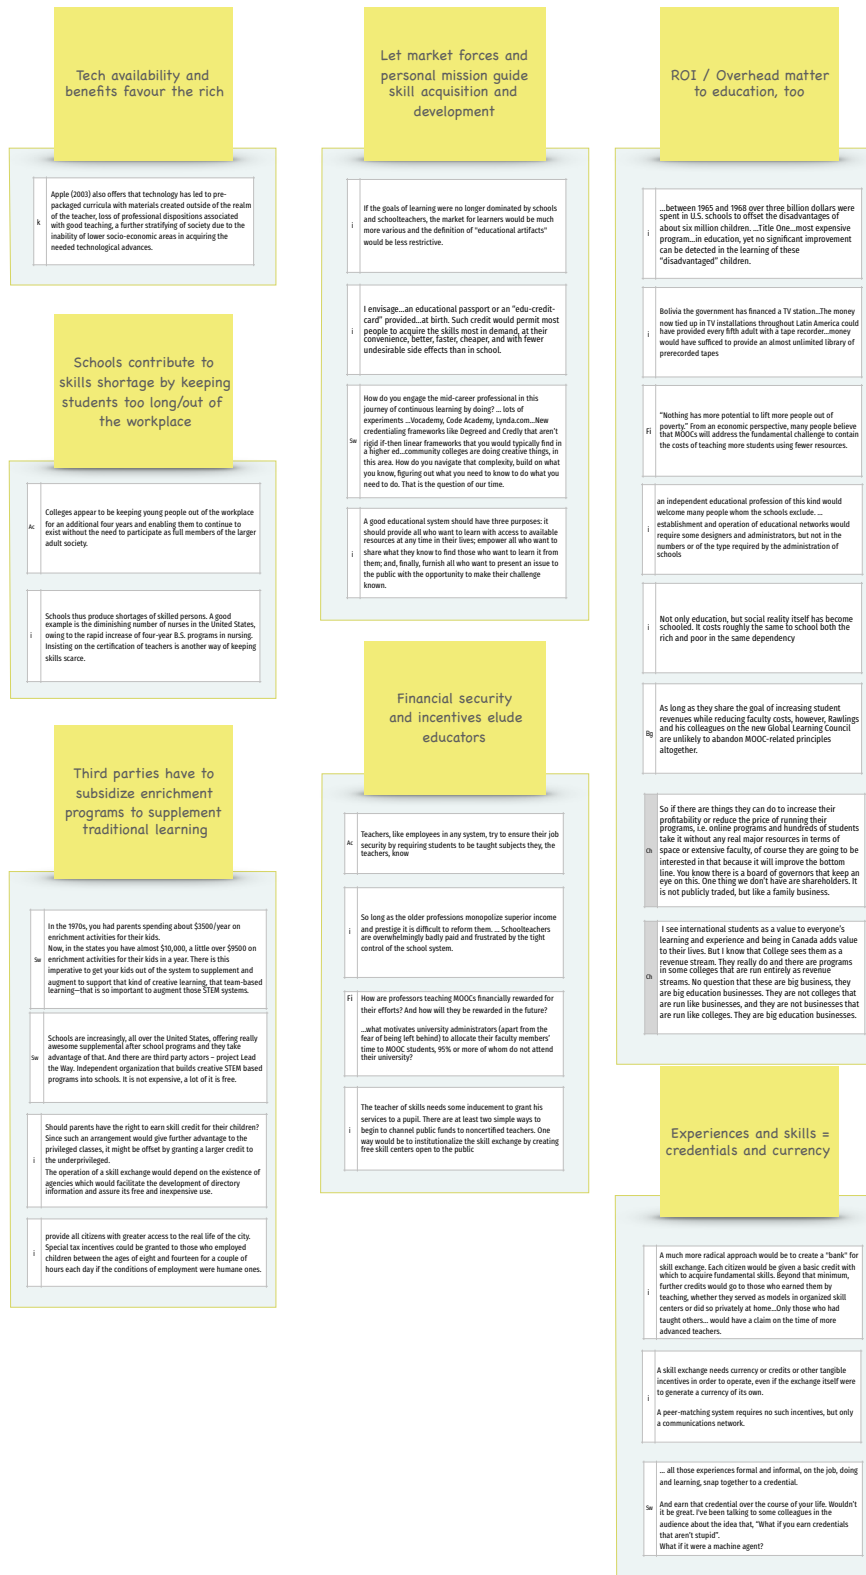 Tech availability and
benefits favour the rich
k
Apple (2003) also offers that technology has led to pre-
packaged curricula with materials created outside of the realm
of the teacher, loss of professional dispositions associated
with good teaching, a further stratifying of society due to the
inability of lower socio-economic areas in acquiring the
needed technological advances.
Schools contribute to
skills shortage by keeping
students too long/out of
the workplace
Ac
Colleges appear to be keeping young people out of the workplace
for an additional four years and enabling them to continue to
exist without the need to participate as full members of the larger
adult society.
i
Schools thus produce shortages of skilled persons. A good
example is the diminishing number of nurses in the United States,
owing to the rapid increase of four-year B.S. programs in nursing.
Insisting on the certification of teachers is another way of keeping
skills scarce.
Third parties have to
subsidize enrichment
programs to supplement
traditional learning
Sw
In the 1970s, you had parents spending about $3500/year on
enrichment activities for their kids.
Now, in the states you have almost $10,000, a little over $9500 on
enrichment activities for their kids in a year. There is this
imperative to get your kids out of the system to supplement and
augment to support that kind of creative learning, that team-based
learning—that is so important to augment those STEM systems.
Sw
Schools are increasingly, all over the United States, offering really
awesome supplemental after school programs and they take
advantage of that. And there are third party actors – project Lead
the Way. Independent organization that builds creative STEM based
programs into schools. It is not expensive, a lot of it is free.
i
Should parents have the right to earn skill credit for their children?
Since such an arrangement would give further advantage to the
privileged classes, it might be offset by granting a larger credit to
the underprivileged.
The operation of a skill exchange would depend on the existence of
agencies which would facilitate the development of directory
information and assure its free and inexpensive use.
i
provide all citizens with greater access to the real life of the city.
Special tax incentives could be granted to those who employed
children between the ages of eight and fourteen for a couple of
hours each day if the conditions of employment were humane ones.
Let market forces and
personal mission guide
skill acquisition and
development
i
If the goals of learning were no longer dominated by schools
and schoolteachers, the market for learners would be much
more various and the definition of "educational artifacts"
would be less restrictive.
i
I envisage...an educational passport or an "edu-credit-
card" provided...at birth. Such credit would permit most
people to acquire the skills most in demand, at their
convenience, better, faster, cheaper, and with fewer
undesirable side effects than in school.
Sw
How do you engage the mid-career professional in this
journey of continuous learning by doing? ... lots of
experiments ...Vocademy, Code Academy, Lynda.com...New
credentialing frameworks like Degreed and Credly that aren't
rigid if-then linear frameworks that you would typically find in
a higher ed...community colleges are doing creative things, in
this area. How do you navigate that complexity, build on what
you know, figuring out what you need to know to do what you
need to do. That is the question of our time.
i
A good educational system should have three purposes: it
should provide all who want to learn with access to available
resources at any time in their lives; empower all who want to
share what they know to find those who want to learn it from
them; and, finally, furnish all who want to present an issue to
the public with the opportunity to make their challenge
known.
Financial security
and incentives elude
educators
Ac
Teachers, like employees in any system, try to ensure their job
security by requiring students to be taught subjects they, the
teachers, know
i
So long as the older professions monopolize superior income
and prestige it is difficult to reform them. ... Schoolteachers
are overwhelmingly badly paid and frustrated by the tight
control of the school system.
Fi
How are professors teaching MOOCs financially rewarded for
their efforts? And how will they be rewarded in the future?
...what motivates university administrators (apart from the
fear of being left behind) to allocate their faculty members'
time to MOOC students, 95% or more of whom do not attend
their university?
i
The teacher of skills needs some inducement to grant his
services to a pupil. There are at least two simple ways to
begin to channel public funds to noncertified teachers. One
way would be to institutionalize the skill exchange by creating
free skill centers open to the public
ROI / Overhead matter
to education, too
i
...between 1965 and 1968 over three billion dollars were
spent in U.S. schools to offset the disadvantages of
about six million children. ...Title One...most expensive
program...in education, yet no significant improvement
can be detected in the learning of these
"disadvantaged" children.
i
Bolivia the government has financed a TV station...The money
now tied up in TV installations throughout Latin America could
have provided every fifth adult with a tape recorder...money
would have sufficed to provide an almost unlimited library of
prerecorded tapes
Fi
"Nothing has more potential to lift more people out of
poverty." From an economic perspective, many people believe
that MOOCs will address the fundamental challenge to contain
the costs of teaching more students using fewer resources.
i
an independent educational profession of this kind would
welcome many people whom the schools exclude. ...
establishment and operation of educational networks would
require some designers and administrators, but not in the
numbers or of the type required by the administration of
schools
i
Not only education, but social reality itself has become
schooled. It costs roughly the same to school both the
rich and poor in the same dependency
Bg
As long as they share the goal of increasing student
revenues while reducing faculty costs, however, Rawlings
and his colleagues on the new Global Learning Council
are unlikely to abandon MOOC-related principles
altogether.
Ch
So if there are things they can do to increase their
profitability or reduce the price of running their
programs, i.e. online programs and hundreds of students
take it without any real major resources in terms of
space or extensive faculty, of course they are going to be
interested in that because it will improve the bottom
line. You know there is a board of governors that keep an
eye on this. One thing we don't have are shareholders. It
is not publicly traded, but like a family business.
Ch
I see international students as a value to everyone's
learning and experience and being in Canada adds value
to their lives. But I know that College sees them as a
revenue stream. They really do and there are programs
in some colleges that are run entirely as revenue
streams. No question that these are big business, they
are big education businesses. They are not colleges that
are run like businesses, and they are not businesses that
are run like colleges. They are big education businesses.
Experiences and skills =
credentials and currency
i
A much more radical approach would be to create a "bank" for
skill exchange. Each citizen would be given a basic credit with
which to acquire fundamental skills. Beyond that minimum,
further credits would go to those who earned them by
teaching, whether they served as models in organized skill
centers or did so privately at home...Only those who had
taught others... would have a claim on the time of more
advanced teachers.
i
A skill exchange needs currency or credits or other tangible
incentives in order to operate, even if the exchange itself were
to generate a currency of its own.
A peer-matching system requires no such incentives, but only
a communications network.
Sw
... all those experiences formal and informal, on the job, doing
and learning, snap together to a credential.
And earn that credential over the course of your life. Wouldn't
it be great. I've been talking to some colleagues in the
audience about the idea that, "What if you earn credentials
that aren't stupid".
What if it were a machine agent?